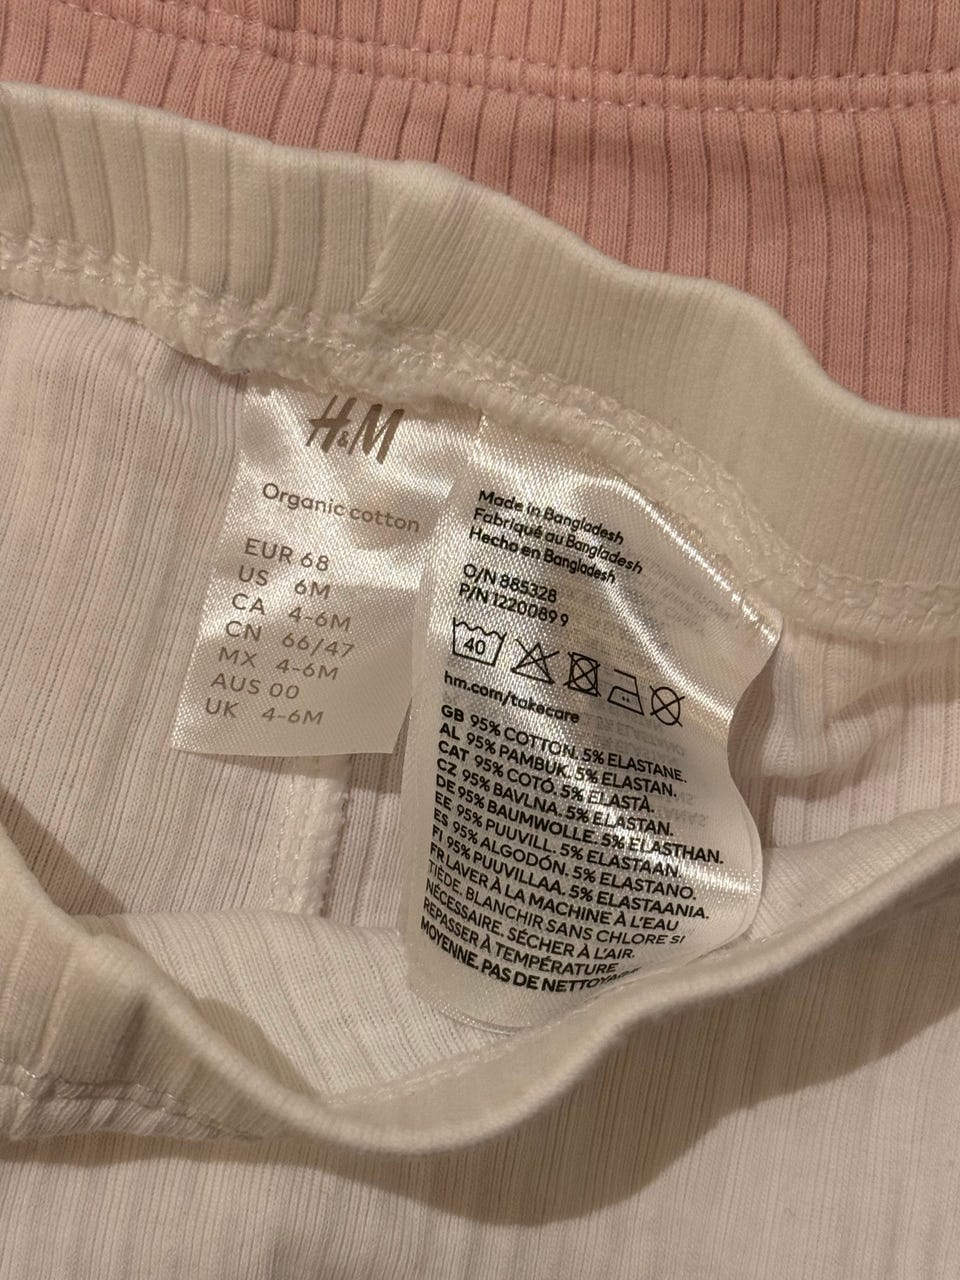 H&M
Organic cotton
EUR 68
US 6M
CA 4-6M
CN 66/47
MX 4-6M
AUS 00
UK 4-6M
Made in Bangladesh
Fabriqué au Bangladesh
Hecho en Bangladesh
O/N 885328
P/N 12200899
40
hm.com/takecare
GB 95% COTTON. 5% ELASTANE.
AL 95% PAMBUK. 5% ELASTAN.
CAT 95% COTÓ. 5% ELASTÀ.
CZ 95% BAVLNA. 5% ELASTAN.
DE 95% BAUMWOLLE. 5% ELASTHAN.
EE 95% PUUVILL. 5% ELASTAAN.
ES 95% ALGODÓN. 5% ELASTANO.
FI 95% PUUVILLAA. 5% ELASTAANIA.
FR LAVER À LA MACHINE À L'EAU
TIÈDE. BLANCHIR SANS CHLORE SI
NÉCESSAIRE. SÉCHER À L'AIR.
REPASSER À TEMPÉRATURE
MOYENNE. PAS DE